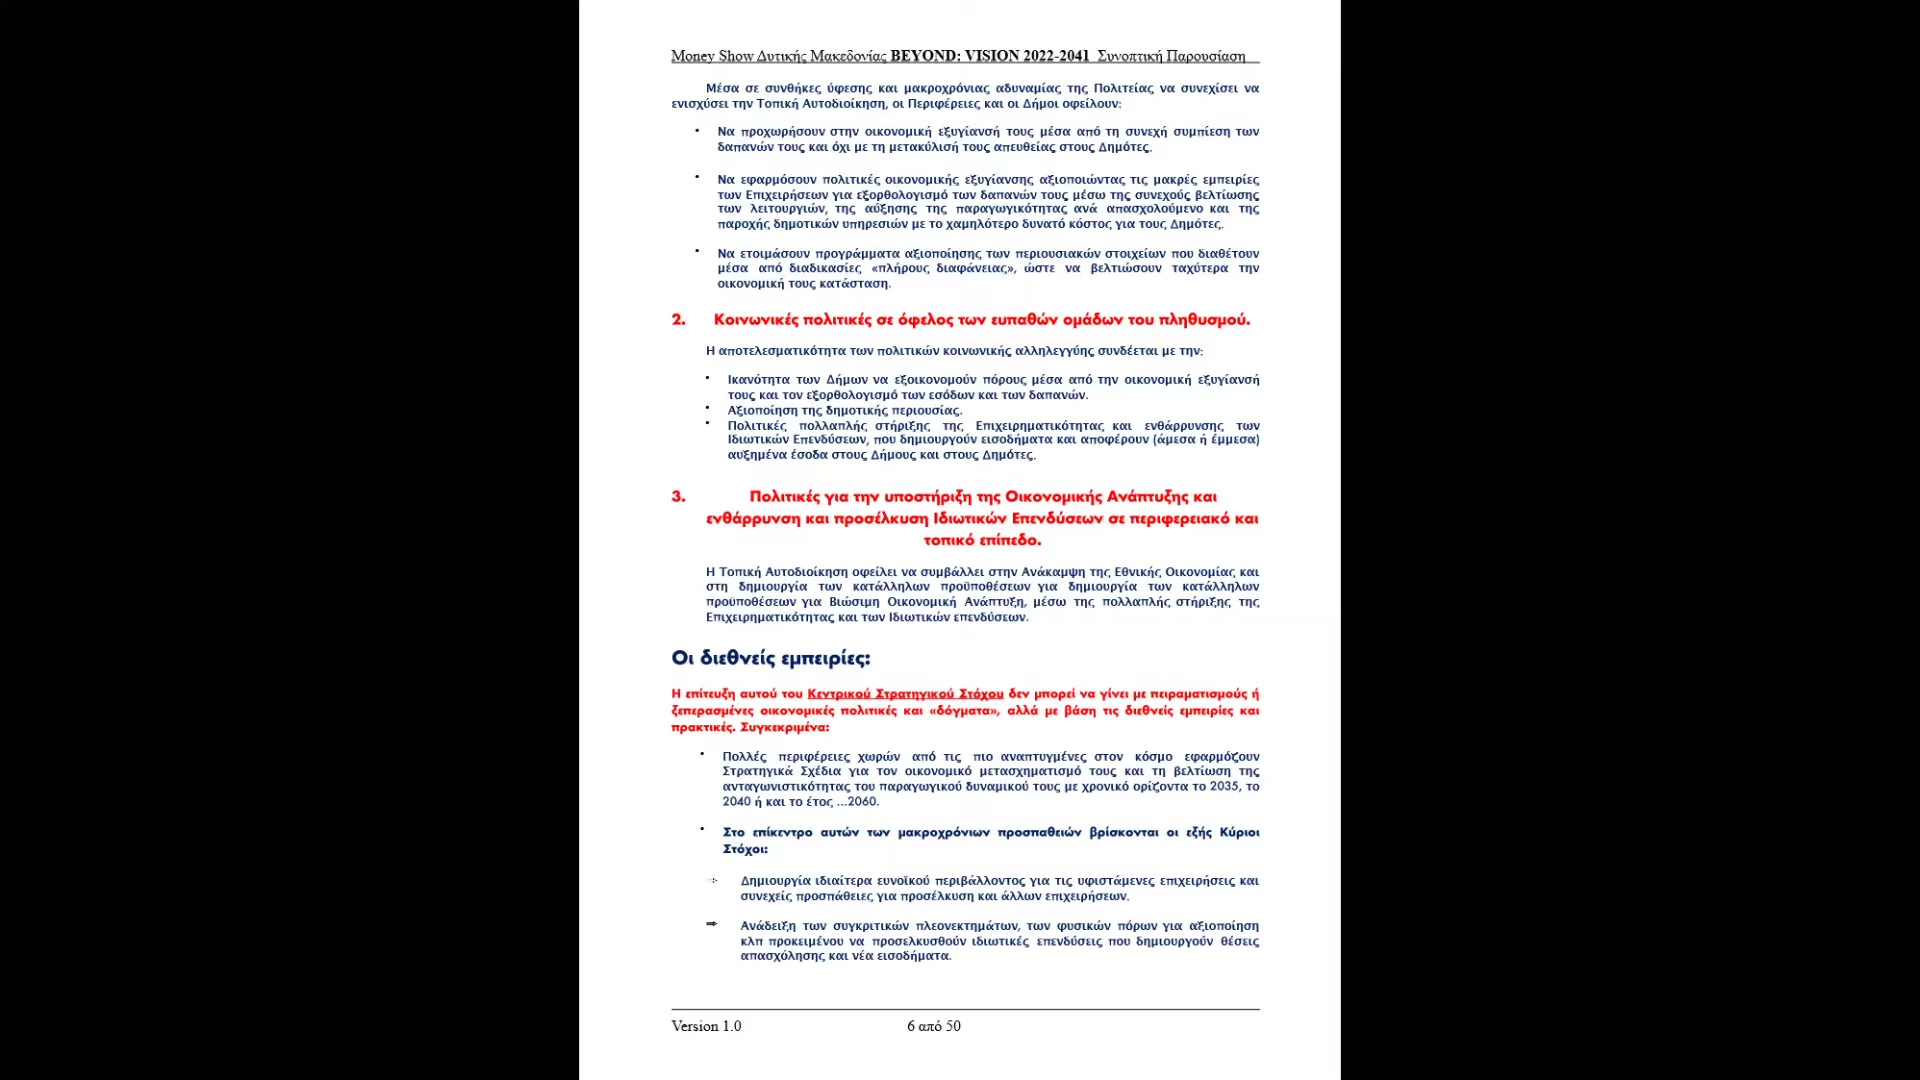 Money Show Δυτικής Μακεδονίας BEYOND: VISION 2022-2041 Συνοπτική Παρουσίαση
Μέσα σε συνθήκες ύφεσης και μακροχρόνιας αδυναμίας της Πολιτείας να συνεχίσει να
ενισχύσει την Τοπική Αυτοδιοίκηση, οι Περιφέρειες και οι Δήμοι οφείλουν:
• Να προχωρήσουν στην οικονομική εξυγίανσή τους μέσα από τη συνεχή συμπίεση των
δαπανών τους και όχι με τη μετακύλισή τους απευθείας στους Δημότες.
• Να εφαρμόσουν πολιτικές οικονομικής εξυγίανσης αξιοποιώντας τις μακρές εμπειρίες
των Επιχειρήσεων για εξορθολογισμό των δαπανών τους μέσω της συνεχούς βελτίωσης
των λειτουργιών, της αύξησης της παραγωγικότητας ανά απασχολούμενο και της
παροχής δημοτικών υπηρεσιών με το χαμηλότερο δυνατό κόστος για τους Δημότες.
• Να ετοιμάσουν προγράμματα αξιοποίησης των περιουσιακών στοιχείων που διαθέτουν
μέσα από διαδικασίες «πλήρους διαφάνειας», ώστε να βελτιώσουν ταχύτερα την
οικονομική τους κατάσταση.
2. Κοινωνικές πολιτικές σε όφελος των ευπαθών ομάδων του πληθυσμού.
Η αποτελεσματικότητα των πολιτικών κοινωνικής αλληλεγγύης συνδέεται με την:
• Ικανότητα των Δήμων να εξοικονομούν πόρους μέσα από την οικονομική εξυγίανσή
τους και τον εξορθολογισμό των εσόδων και των δαπανών.
• Αξιοποίηση της δημοτικής περιουσίας.
• Πολιτικές πολλαπλής στήριξης της Επιχειρηματικότητας και ενθάρρυνσης των
Ιδιωτικών Επενδύσεων, που δημιουργούν εισοδήματα και αποφέρουν (άμεσα ή έμμεσα)
αυξημένα έσοδα στους Δήμους και στους Δημότες.
3. Πολιτικές για την υποστήριξη της Οικονομικής Ανάπτυξης και
ενθάρρυνση και προσέλκυση Ιδιωτικών Επενδύσεων σε περιφερειακό και
τοπικό επίπεδο.
Η Τοπική Αυτοδιοίκηση οφείλει να συμβάλλει στην Ανάκαμψη της Εθνικής Οικονομίας και
στη δημιουργία των κατάλληλων προϋποθέσεων για δημιουργία των κατάλληλων
προϋποθέσεων για Βιώσιμη Οικονομική Ανάπτυξη, μέσω της πολλαπλής στήριξης της
Επιχειρηματικότητας και των Ιδιωτικών επενδύσεων.
Οι διεθνείς εμπειρίες:
Η επίτευξη αυτού του Κεντρικού Στρατηγικού Στόχου δεν μπορεί να γίνει με πειραματισμούς ή
ξεπερασμένες οικονομικές πολιτικές και «δόγματα», αλλά με βάση τις διεθνείς εμπειρίες και
πρακτικές. Συγκεκριμένα:
• Πολλές περιφέρειες χωρών από τις πιο αναπτυγμένες στον κόσμο εφαρμόζουν
Στρατηγικά Σχέδια για τον οικονομικό μετασχηματισμό τους και τη βελτίωση της
ανταγωνιστικότητας του παραγωγικού δυναμικού τους με χρονικό ορίζοντα το 2035, το
2040 ή και το έτος ...2060.
• Στο επίκεντρο αυτών των μακροχρόνιων προσπαθειών βρίσκονται οι εξής Κύριοι
Στόχοι:
⇒ Δημιουργία ιδιαίτερα ευνοϊκού περιβάλλοντος για τις υφιστάμενες επιχειρήσεις και
συνεχείς προσπάθειες για προσέλκυση και άλλων επιχειρήσεων.
⇒ Ανάδειξη των συγκριτικών πλεονεκτημάτων, των φυσικών πόρων για αξιοποίηση
κλπ προκειμένου να προσελκυσθούν ιδιωτικές επενδύσεις που δημιουργούν θέσεις
απασχόλησης και νέα εισοδήματα.
Version 1.0 6 από 50